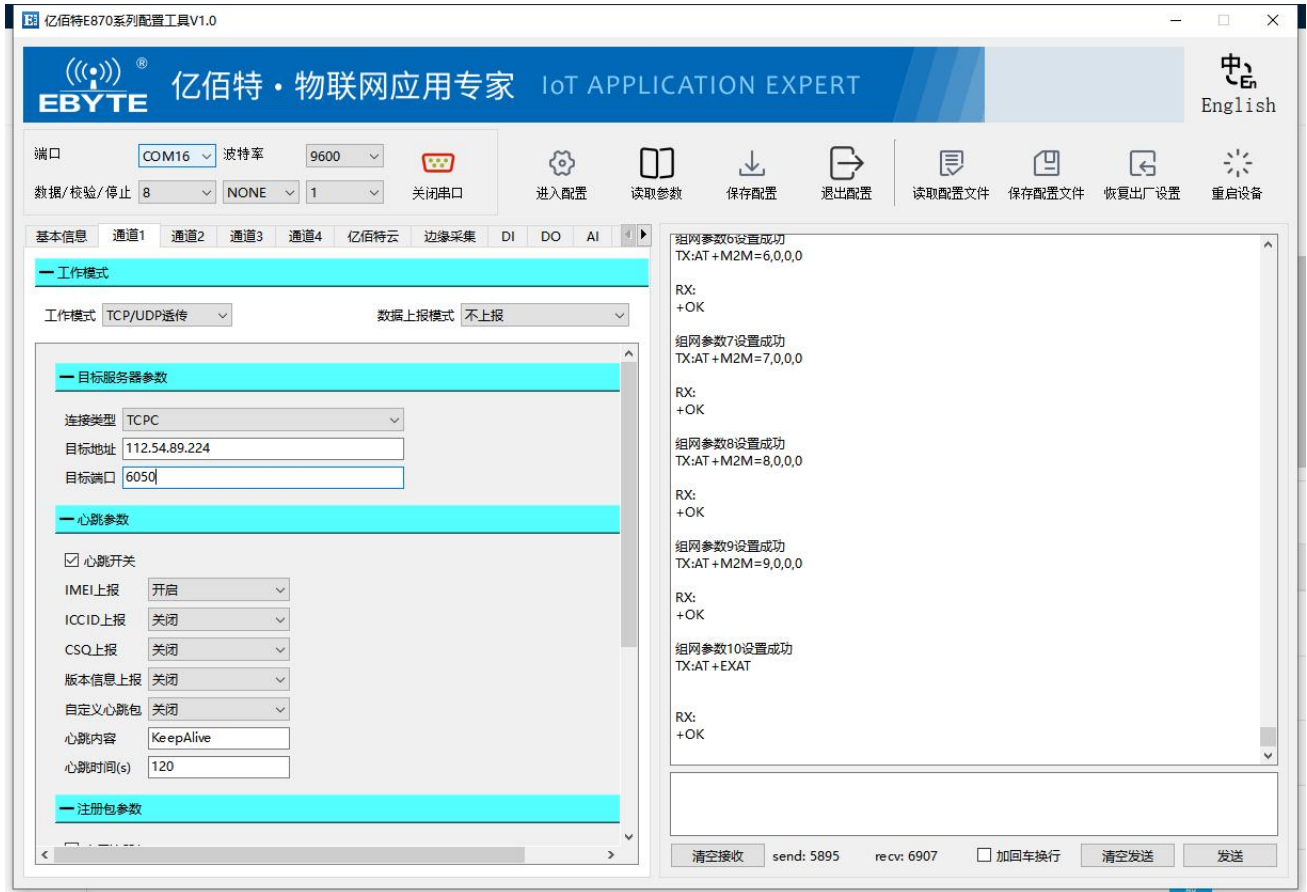 亿佰特E870系列配置工具V1.0
EBYTE ® 亿佰特·物联网应用专家 IoT APPLICATION EXPERT
中 En
English
端口 COM16 波特率 9600
数据/校验/停止 8 NONE 1
关闭串口 进入配置 读取参数 保存配置 退出配置 读取配置文件 保存配置文件 恢复出厂设置 重启设备
基本信息 通道1 通道2 通道3 通道4 亿佰特云 边缘采集 DI DO AI
工作模式
工作模式 TCP/UDP透传 数据上报模式 不上报
目标服务器参数
连接类型 TCPC
目标地址 112.54.89.224
目标端口 6050
心跳参数
心跳开关
IMEI上报 开启
ICCID上报 关闭
CSQ上报 关闭
版本信息上报 关闭
自定义心跳包 关闭
心跳内容 KeepAlive
心跳时间(s) 120
注册包参数
组网参数6设置成功
TX:AT+M2M=6,0,0,0
RX:
+OK
组网参数7设置成功
TX:AT+M2M=7,0,0,0
RX:
+OK
组网参数8设置成功
TX:AT+M2M=8,0,0,0
RX:
+OK
组网参数9设置成功
TX:AT+M2M=9,0,0,0
RX:
+OK
组网参数10设置成功
TX:AT+EXAT
RX:
+OK
清空接收 send: 5895 recv: 6907 加回车换行 清空发送 发送